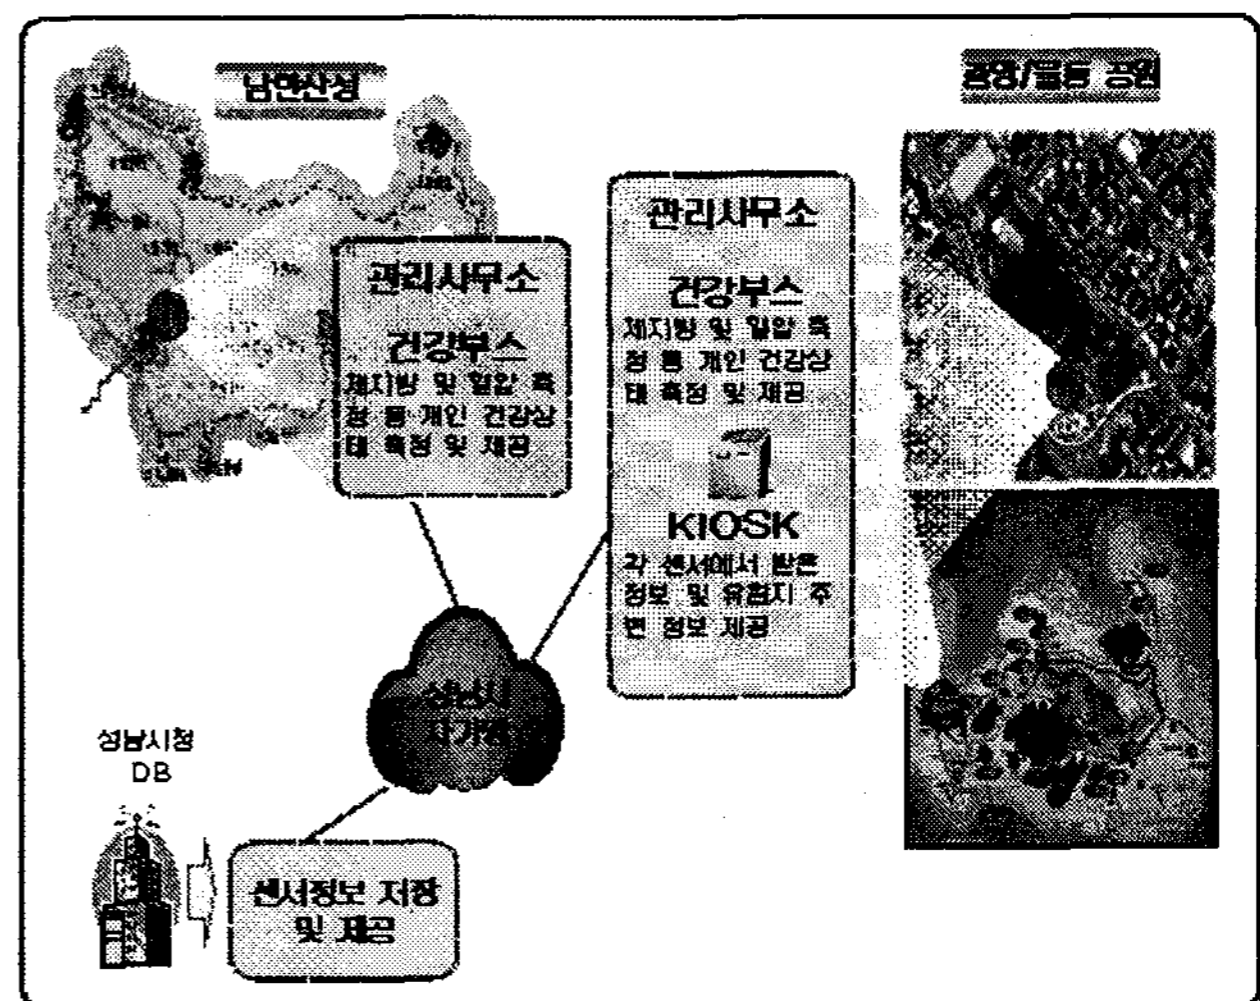 남한산성
중앙/율동 공원
관리사무소
건강부스
체지방 및 혈압 측
정 등 개인 건강상
태 측정 및 제공
관리사무소
건강부스
체지방 및 혈압 측
정 등 개인 건강상
태 측정 및 제공
KIOSK
각 센서에서 받은
정보 및 유험지 주
변 정보 제공
성남시
자가망
성남시청
DB
센서정보 저장
및 제공